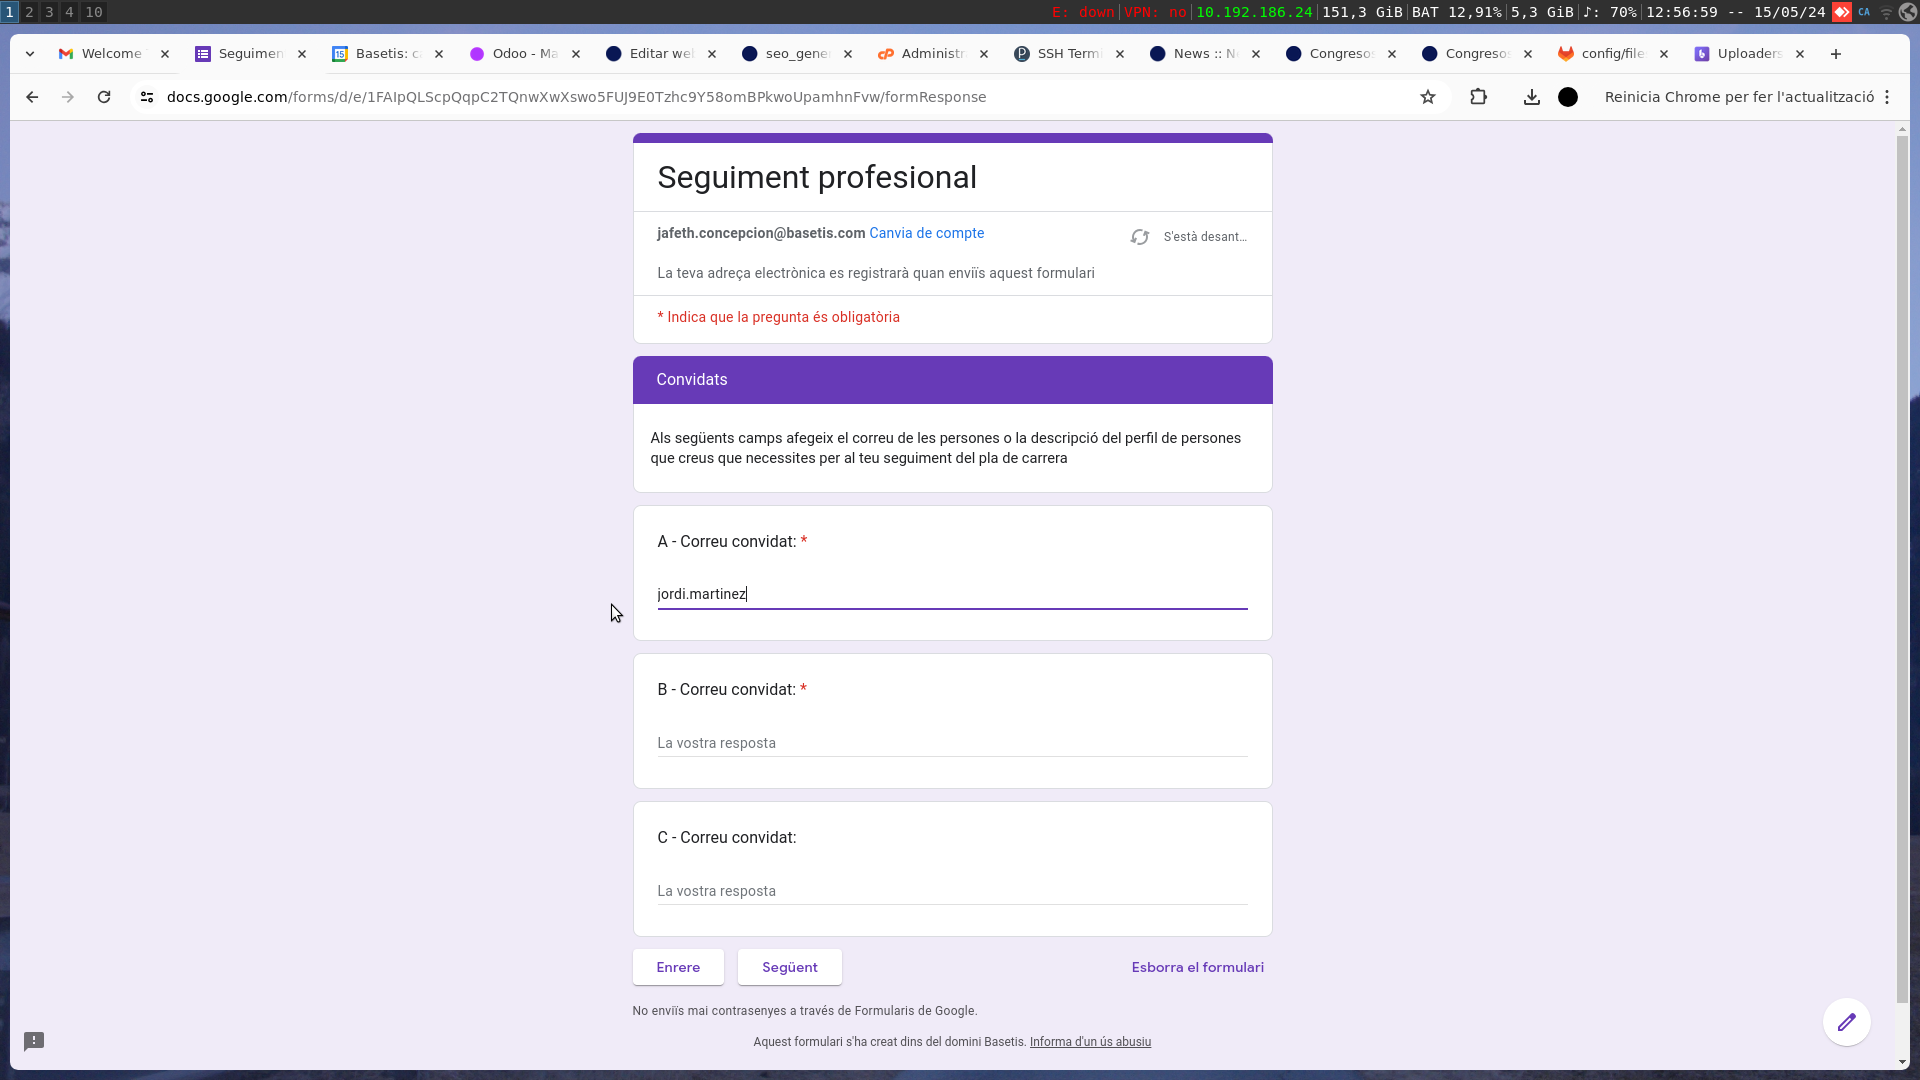 1 2 3 4 10
E: down|VPN: no|10.192.186.24|151,3 GiB|BAT 12,91%|5,3 GiB|♪: 70%|12:56:59 -- 15/05/24 CA
Welcome
Seguimen
Basetis: c
Odoo - Ma
Editar web
seo_gene
Administr
SSH Term
News :: N
Congresos
Congresos
config/file
Uploaders
docs.google.com/forms/d/e/1FAIpQLScpQqpC2TQnwXwXswo5FUJ9E0Tzhc9Y58omBPkwoUpamhnFvw/formResponse
Reinicia Chrome per fer l'actualització
Seguiment profesional
jafeth.concepcion@basetis.com Canvia de compte
S'està desant...
La teva adreça electrònica es registrarà quan enviïs aquest formulari
* Indica que la pregunta és obligatòria
Convidats
Als següents camps afegeix el correu de les persones o la descripció del perfil de persones
que creus que necessites per al teu seguiment del pla de carrera
A - Correu convidat: *
jordi.martinez
B - Correu convidat: *
La vostra resposta
C - Correu convidat:
La vostra resposta
Enrere
Següent
Esborra el formulari
No enviïs mai contrasenyes a través de Formularis de Google.
Aquest formulari s'ha creat dins del domini Basetis. Informa d'un ús abusiu